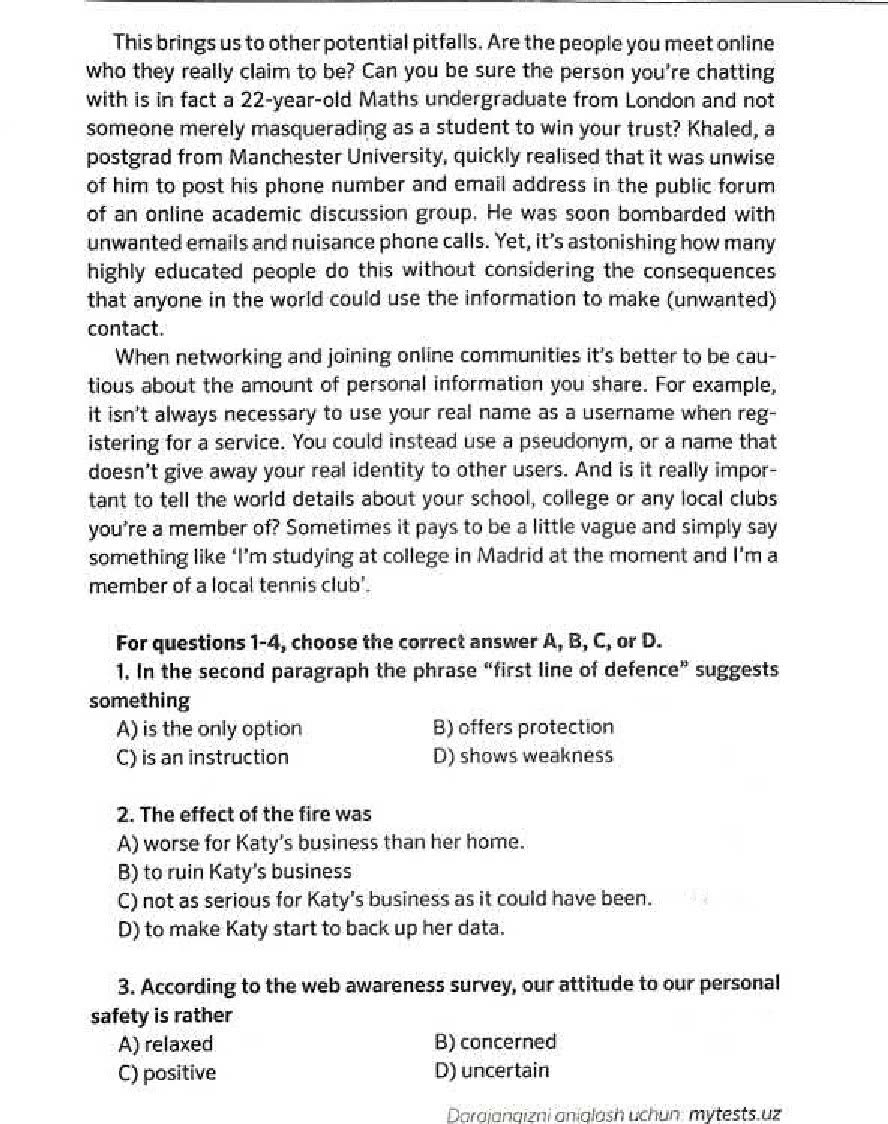 This brings us to other potential pitfalls. Are the people you meet online
who they really claim to be? Can you be sure the person you're chatting
with is in fact a 22-year-old Maths undergraduate from London and not
someone merely masquerading as a student to win your trust? Khaled, a
postgrad from Manchester University, quickly realised that it was unwise
of him to post his phone number and email address in the public forum
of an online academic discussion group. He was soon bombarded with
unwanted emails and nuisance phone calls. Yet, it's astonishing how many
highly educated people do this without considering the consequences
that anyone in the world could use the information to make (unwanted)
contact.
When networking and joining online communities it's better to be cau-
tious about the amount of personal information you share. For example,
it isn't always necessary to use your real name as a username when reg-
istering for a service. You could instead use a pseudonym, or a name that
doesn't give away your real identity to other users. And is it really impor-
tant to tell the world details about your school, college or any local clubs
you're a member of? Sometimes it pays to be a little vague and simply say
something like 'I'm studying at college in Madrid at the moment and I'm a
member of a local tennis club'.
For questions 1-4, choose the correct answer A, B, C, or D.
1. In the second paragraph the phrase "first line of defence" suggests
something
A) is the only option B) offers protection
C) is an instruction D) shows weakness
2. The effect of the fire was
A) worse for Katy's business than her home.
B) to ruin Katy's business
C) not as serious for Katy's business as it could have been.
D) to make Katy start to back up her data.
3. According to the web awareness survey, our attitude to our personal
safety is rather
A) relaxed B) concerned
C) positive D) uncertain
Darajangizni aniqlash uchun: mytests.uz